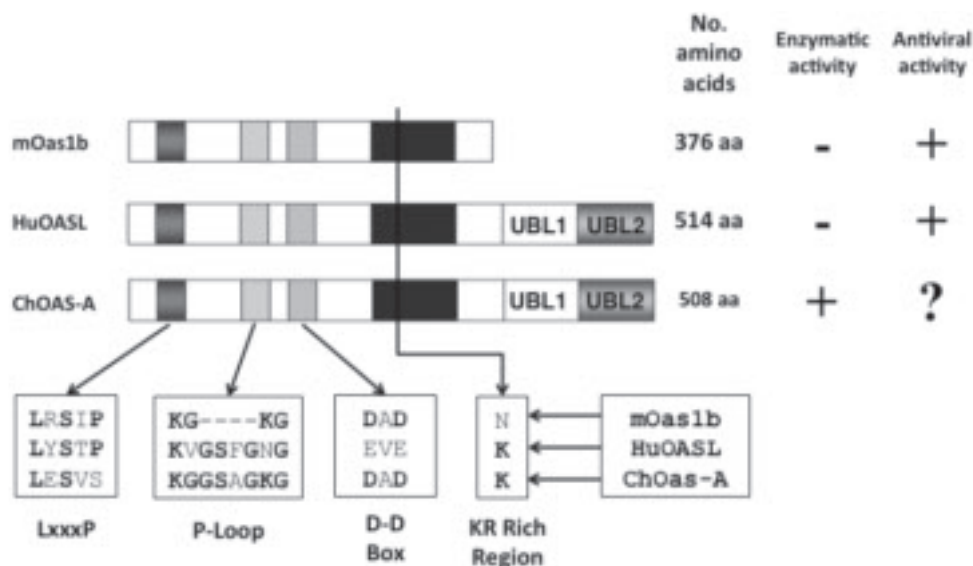 No. amino acids
Enzymatic activity
Antiviral activity
mOas1b
376 aa
-
+
HuOASL
UBL1
UBL2
514 aa
-
+
ChOAS-A
UBL1
UBL2
508 aa
+
?
LRSIP
LYSTP
LESVS
KG----KG
KVGSFGNG
KGGSAGKG
DAD
EVE
DAD
N
K
K
mOas1b
HuOASL
ChOas-A
LxxxP
P-Loop
D-D
Box
KR Rich
Region